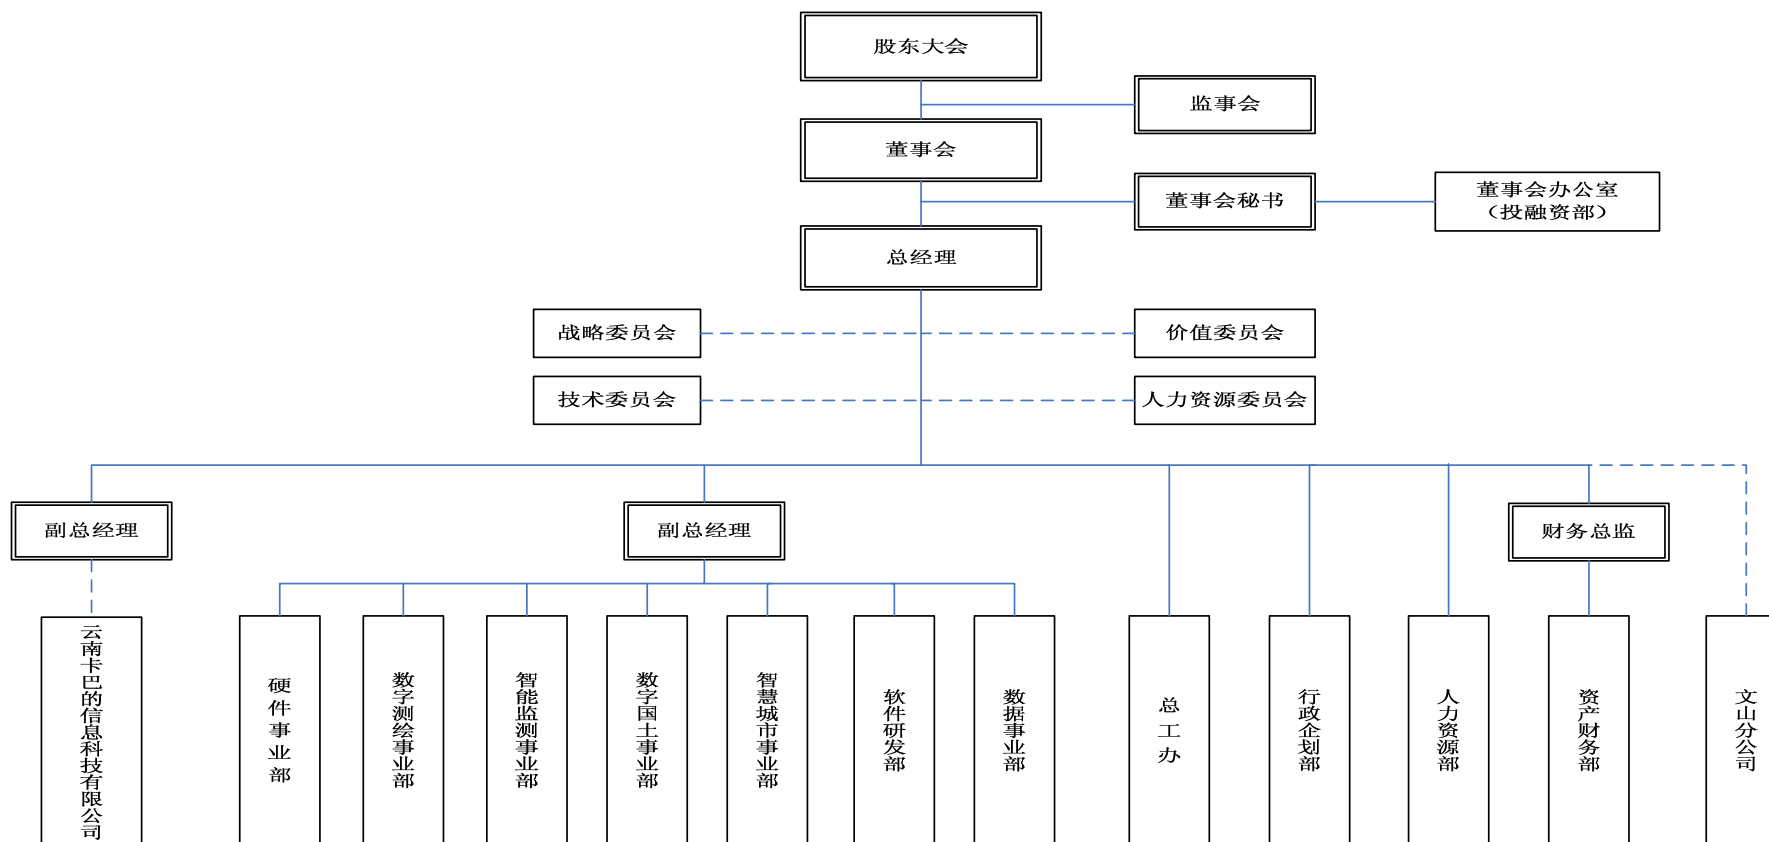 股东大会
监事会
董事会
董事会秘书
董事会办公室
（投融资部）
总经理
战略委员会
价值委员会
技术委员会
人力资源委员会
副总经理
副总经理
财务总监
云南卡巴的信息科技有限公司
硬件事业部
数字测绘事业部
智能监测事业部
数字国土事业部
智慧城市事业部
软件研发部
数据事业部
总工办
行政企划部
人力资源部
资产财务部
文山分公司